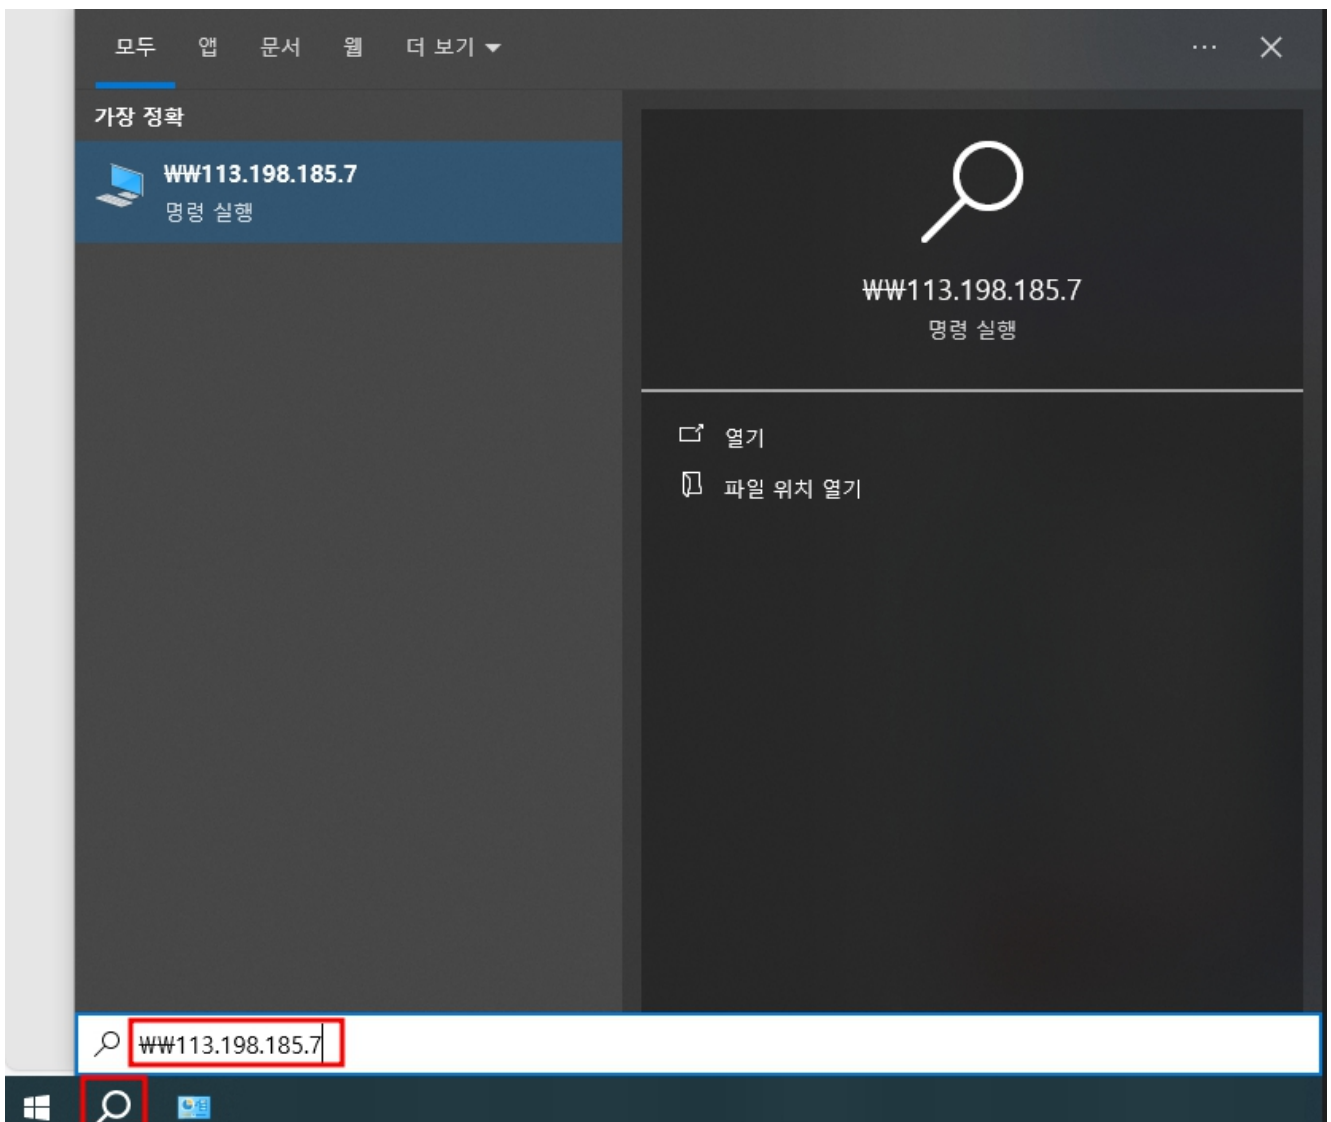 모두 앱 문서 웹 더 보기
가장 정확
₩₩113.198.185.7
명령 실행
₩₩113.198.185.7
명령 실행
열기
파일 위치 열기
₩₩113.198.185.7